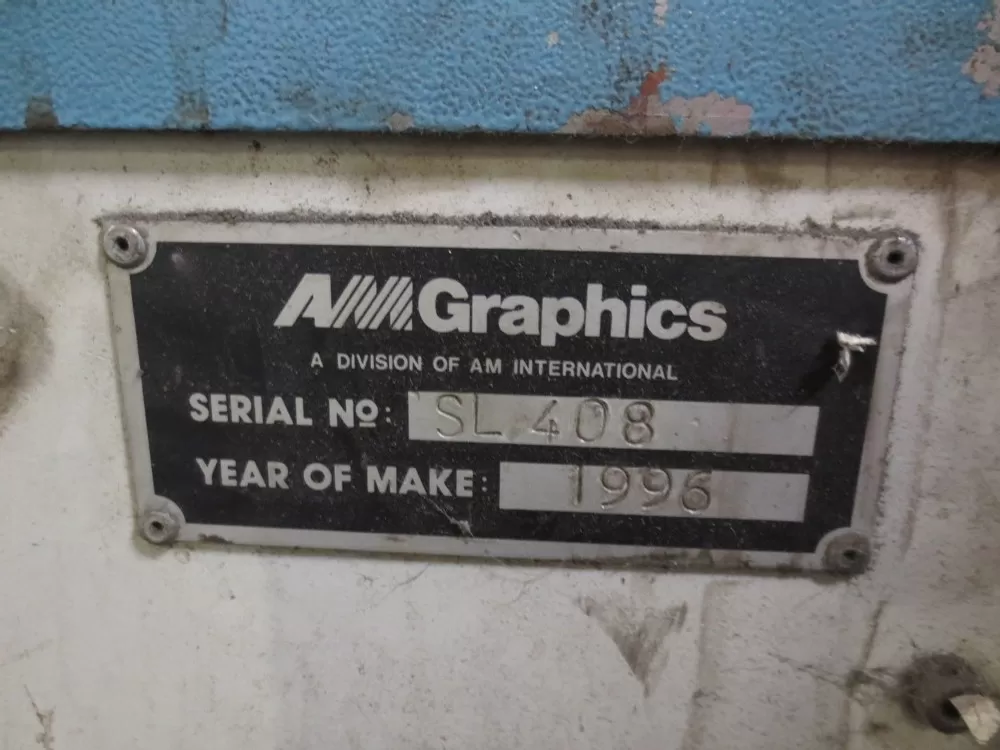 AM Graphics
A DIVISION OF AM INTERNATIONAL
SERIAL Nº: SL 408
YEAR OF MAKE: 1996